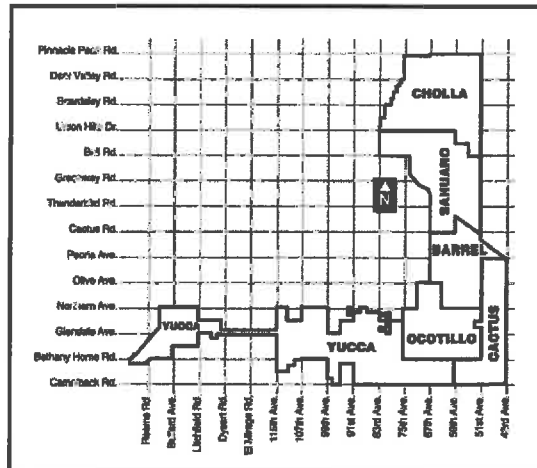 Pinnacle Peak Rd.
Deer Valley Rd.
Beardsley Rd.
Union Hills Dr.
Bell Rd.
Greenway Rd.
Thunderbird Rd.
Cactus Rd.
Peoria Ave.
Olive Ave.
Northern Ave.
Glendale Ave.
Bethany Home Rd.
Camelback Rd.
CHOLLA
SAHUARO
N
BARREL
CACTUS
OCOTILLO
YUCCA
YUCCA
Reems Rd.
Bullard Ave.
Litchfield Rd.
Dysart Rd.
El Mirage Rd.
115th Ave.
107th Ave.
99th Ave.
91st Ave.
83rd Ave.
75th Ave.
67th Ave.
59th Ave.
51st Ave.
43rd Ave.